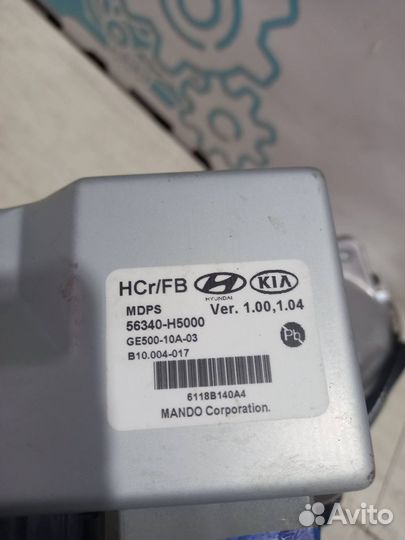 HCr/FB HYUNDAI KIA
MDPS Ver. 1.00,1.04
56340-H5000
GE500-10A-03 Pb
B10.004-017
6118B140A4
MANDO Corporation.
Avito